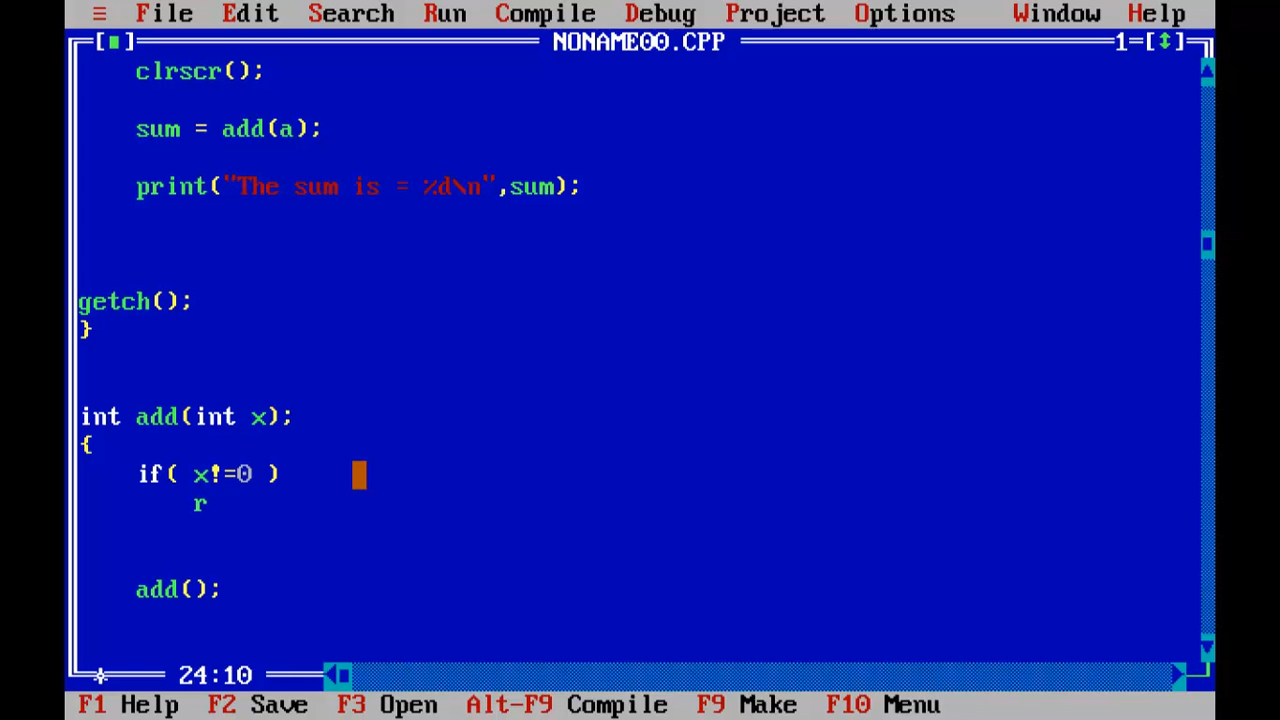 ≡ File Edit Search Run Compile Debug Project Options Window Help
[■] NONAME00.CPP 1=[↕]
clrscr();
sum = add(a);
print("The sum is = %d\n",sum);
getch();
}
int add(int x);
{
if( x!=0 )
r
add();
24:10
F1 Help F2 Save F3 Open Alt-F9 Compile F9 Make F10 Menu